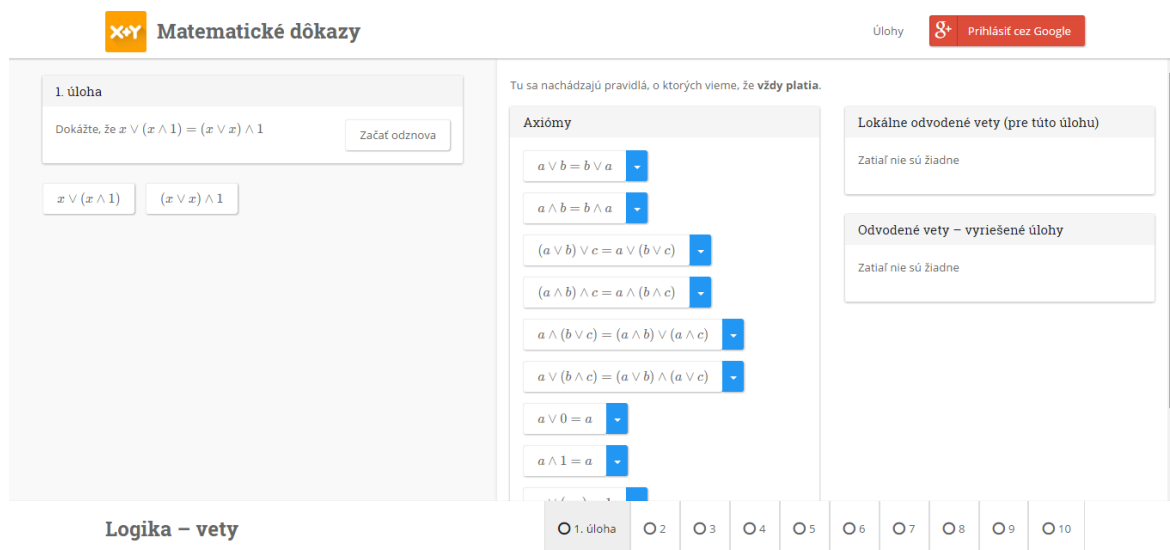 X+Y Matematické dôkazy
Úlohy
g+ Prihlásiť cez Google
1. úloha
Dokážte, že x ∨ (x ∧ 1) = (x ∨ x) ∧ 1
Začať odznova
x ∨ (x ∧ 1)
(x ∨ x) ∧ 1
Tu sa nachádzajú pravidlá, o ktorých vieme, že vždy platia.
Axiómy
a ∨ b = b ∨ a
a ∧ b = b ∧ a
(a ∨ b) ∨ c = a ∨ (b ∨ c)
(a ∧ b) ∧ c = a ∧ (b ∧ c)
a ∧ (b ∨ c) = (a ∧ b) ∨ (a ∧ c)
a ∨ (b ∧ c) = (a ∨ b) ∧ (a ∨ c)
a ∨ 0 = a
a ∧ 1 = a
Lokálne odvodené vety (pre túto úlohu)
Zatiaľ nie sú žiadne
Odvodené vety – vyriešené úlohy
Zatiaľ nie sú žiadne
Logika – vety
1. úloha
2
3
4
5
6
7
8
9
10